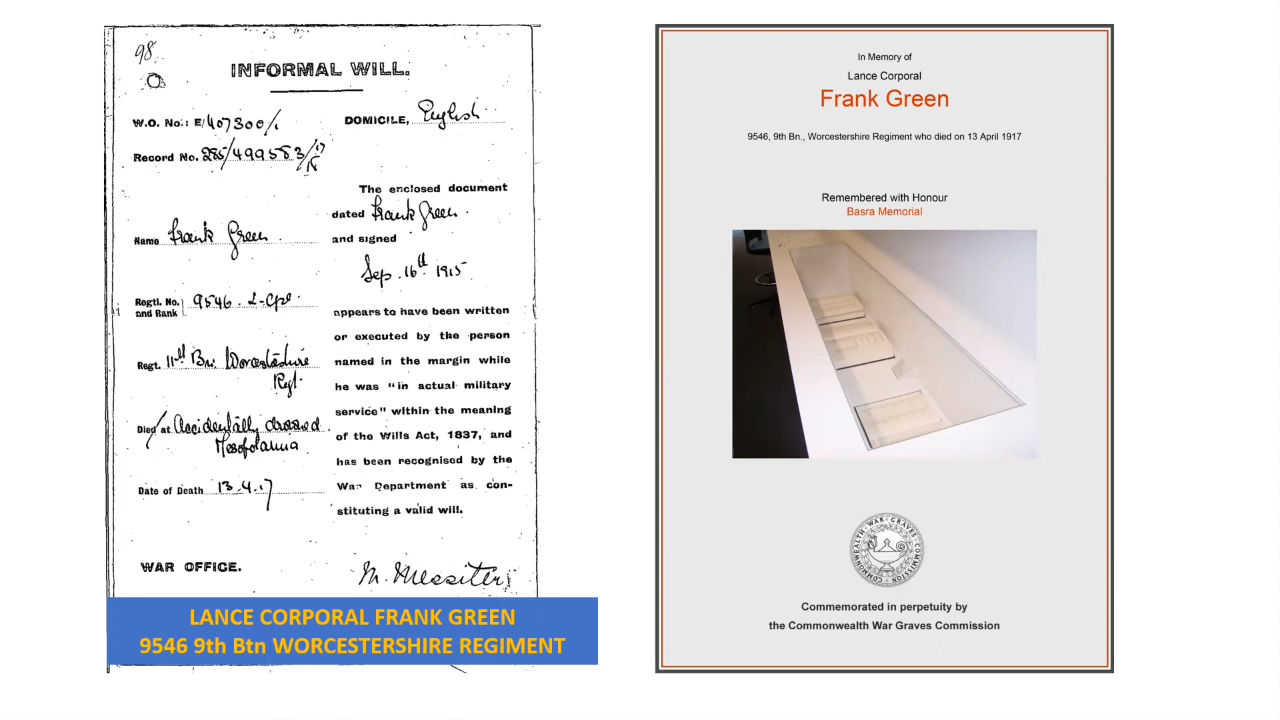 98
INFORMAL WILL.
W.O. No.: E/407300/1
DOMICILE, English
Record No. 285/499583/17
The enclosed document
dated Frank Green.
Name Frank Green.
and signed
Sep. 16th 1915
Regtl. No. and Rank 9546. L-Cpl.
appears to have been written
or executed by the person
named in the margin while
he was "in actual military
service" within the meaning
of the Wills Act, 1837, and
has been recognised by the
War Department as con-
stituting a valid will.
Regt. 11th Bn. Worcestershire
Regt.
Died at Accidentally drowned
Mesopotamia
Date of Death 13.4.17
WAR OFFICE.
M. Messiter
LANCE CORPORAL FRANK GREEN
9546 9th Btn WORCESTERSHIRE REGIMENT
In Memory of
Lance Corporal
Frank Green
9546, 9th Bn., Worcestershire Regiment who died on 13 April 1917
Remembered with Honour
Basra Memorial
COMMONWEALTH · WAR · GRAVES · COMMISSION
Commemorated in perpetuity by
the Commonwealth War Graves Commission